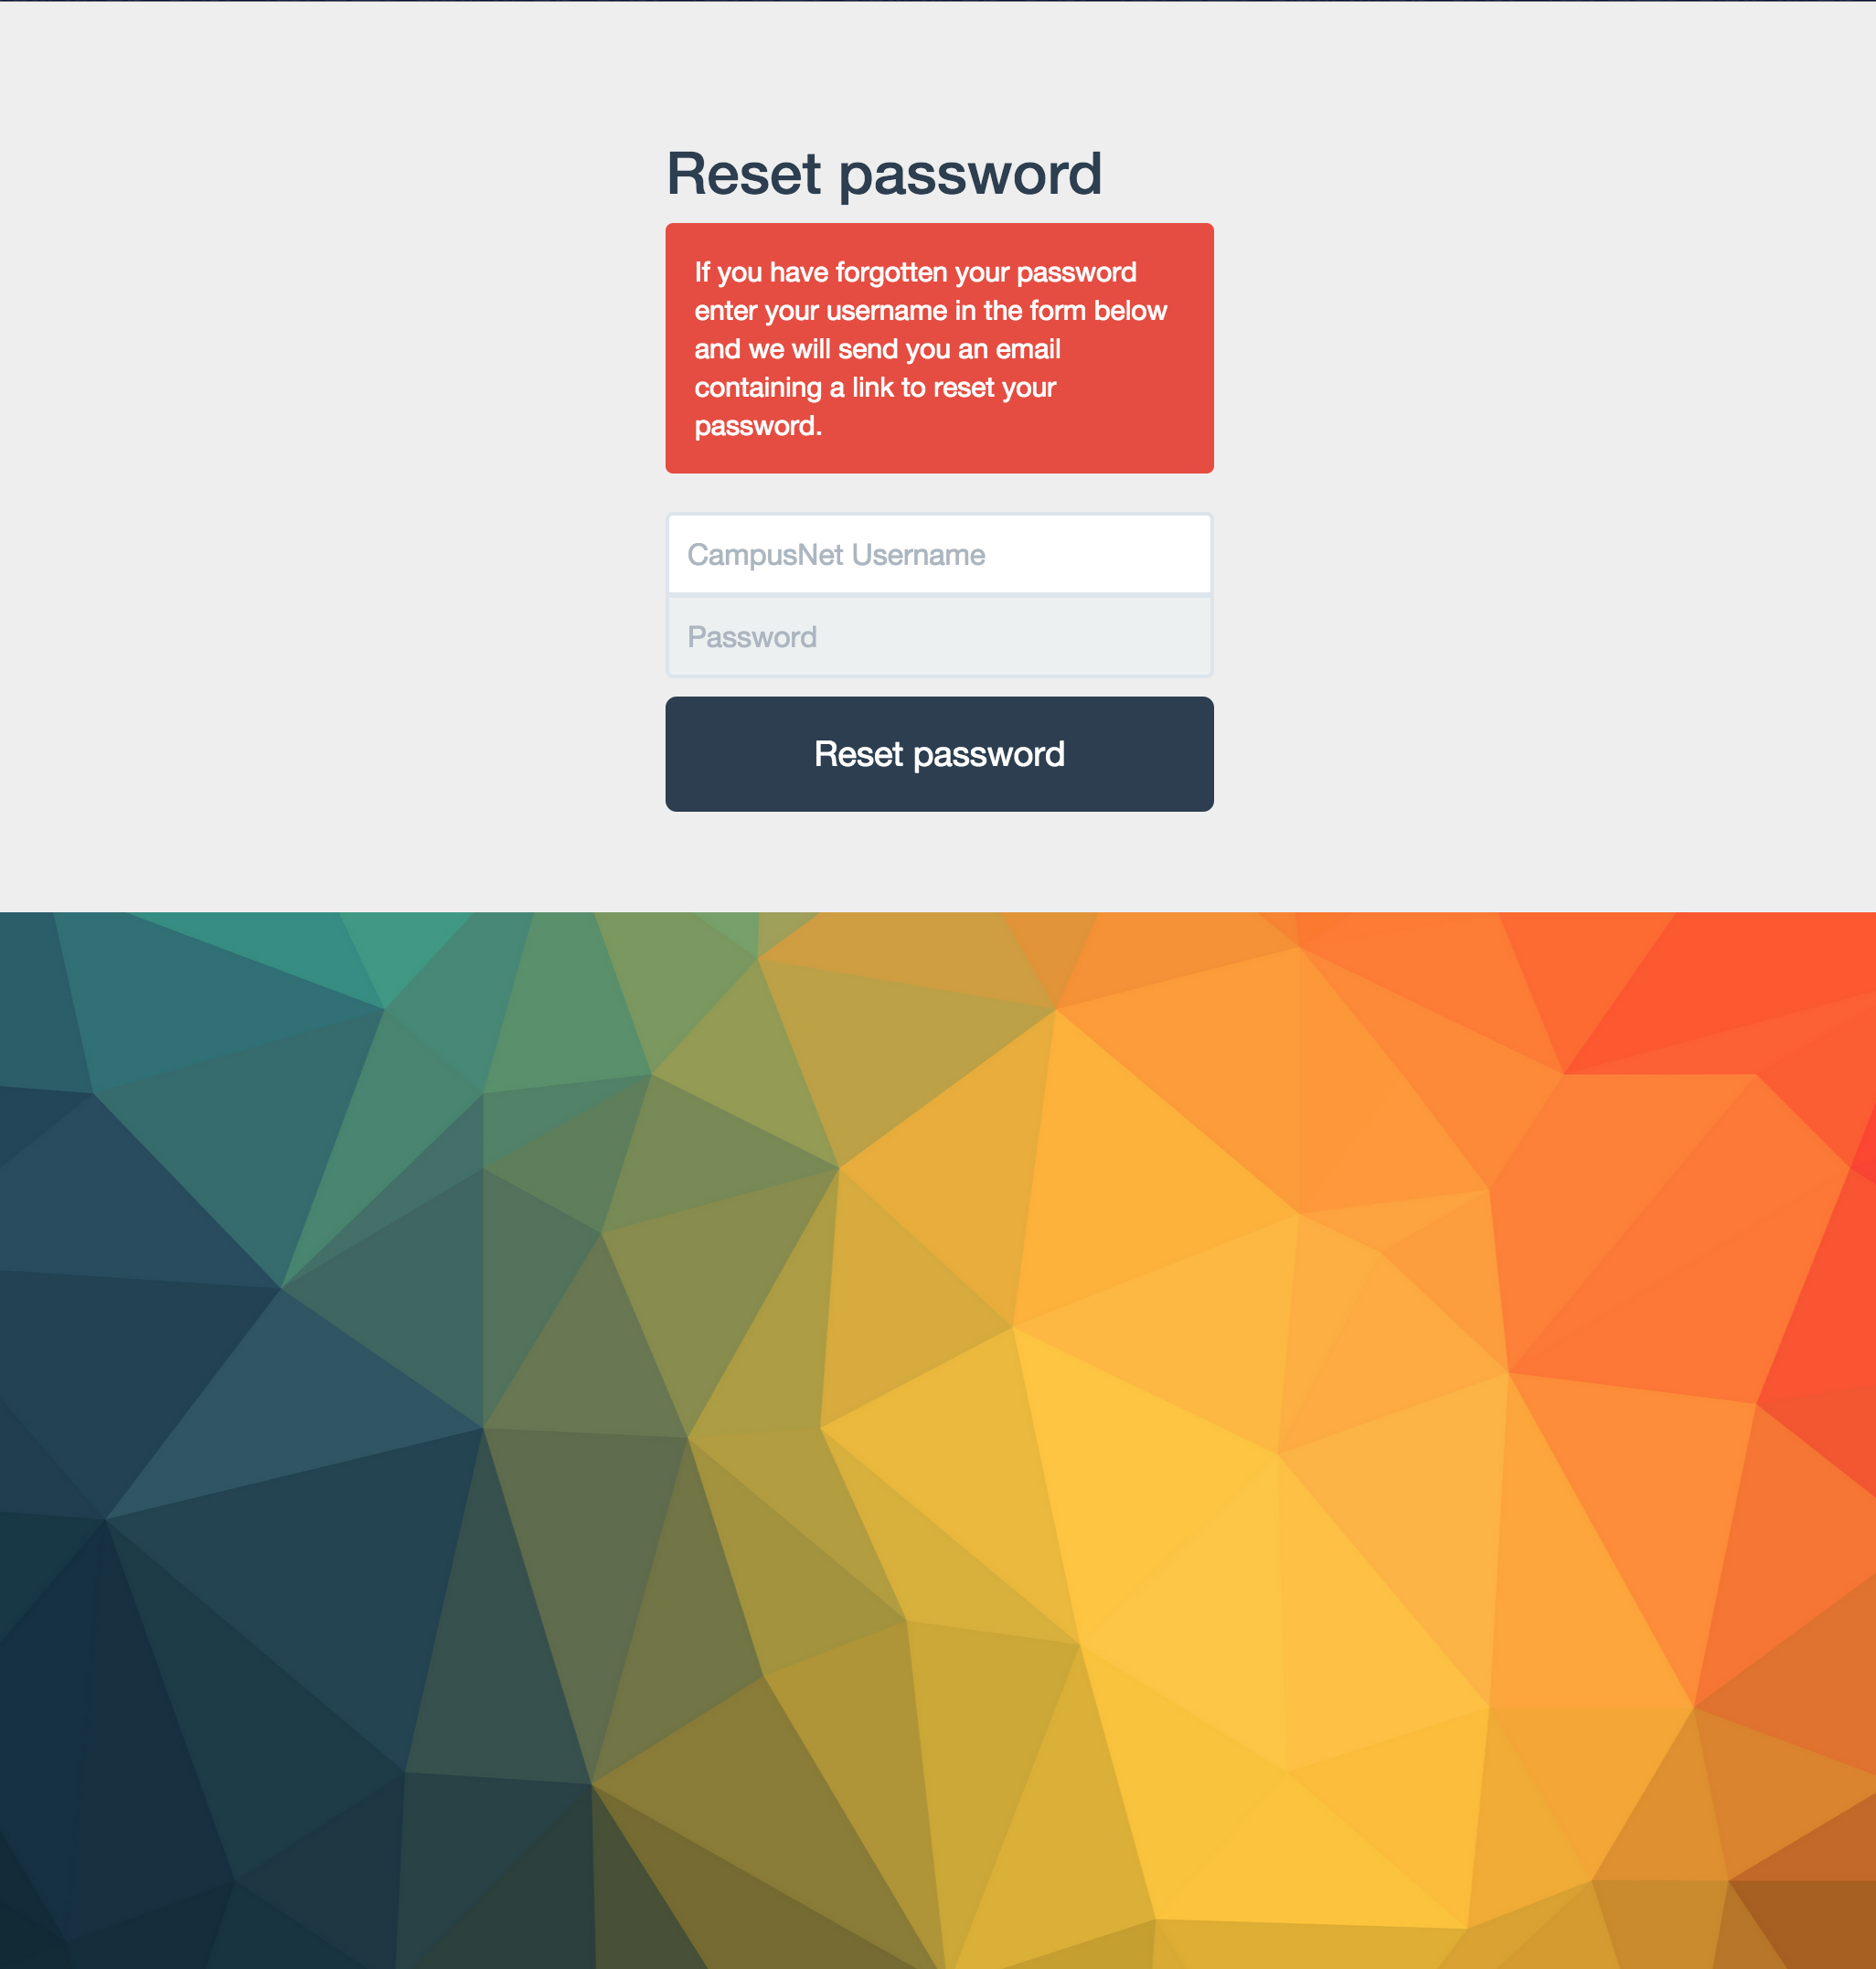 Reset password
If you have forgotten your password
enter your username in the form below
and we will send you an email
containing a link to reset your
password.
CampusNet Username
Password
Reset password